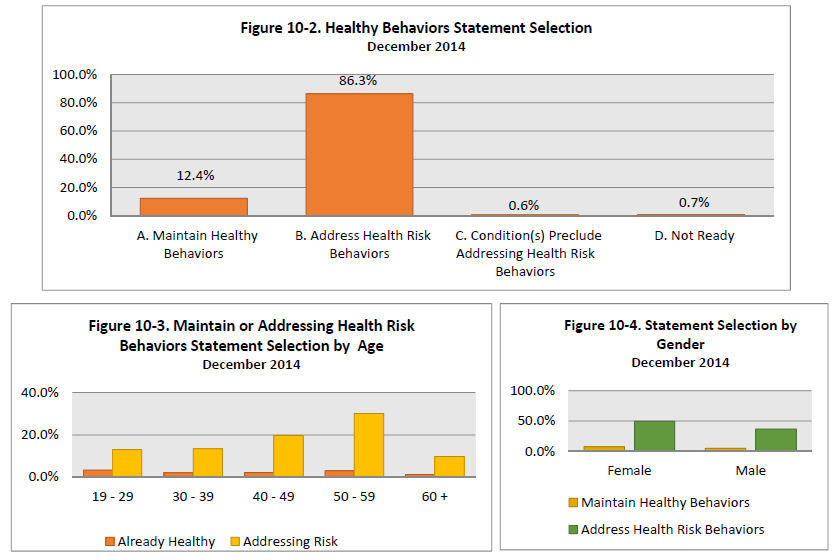 Figure 10-2. Healthy Behaviors Statement Selection
December 2014
100.0%
80.0%
60.0%
40.0%
20.0%
0.0%
12.4%
86.3%
0.6%
0.7%
A. Maintain Healthy
Behaviors
B. Address Health Risk
Behaviors
C. Condition(s) Preclude
Addressing Health Risk
Behaviors
D. Not Ready
Figure 10-3. Maintain or Addressing Health Risk
Behaviors Statement Selection by Age
December 2014
40.0%
20.0%
0.0%
19 - 29
30 - 39
40 - 49
50 - 59
60 +
Already Healthy
Addressing Risk
Figure 10-4. Statement Selection by
Gender
December 2014
100.0%
50.0%
0.0%
Female
Male
Maintain Healthy Behaviors
Address Health Risk Behaviors